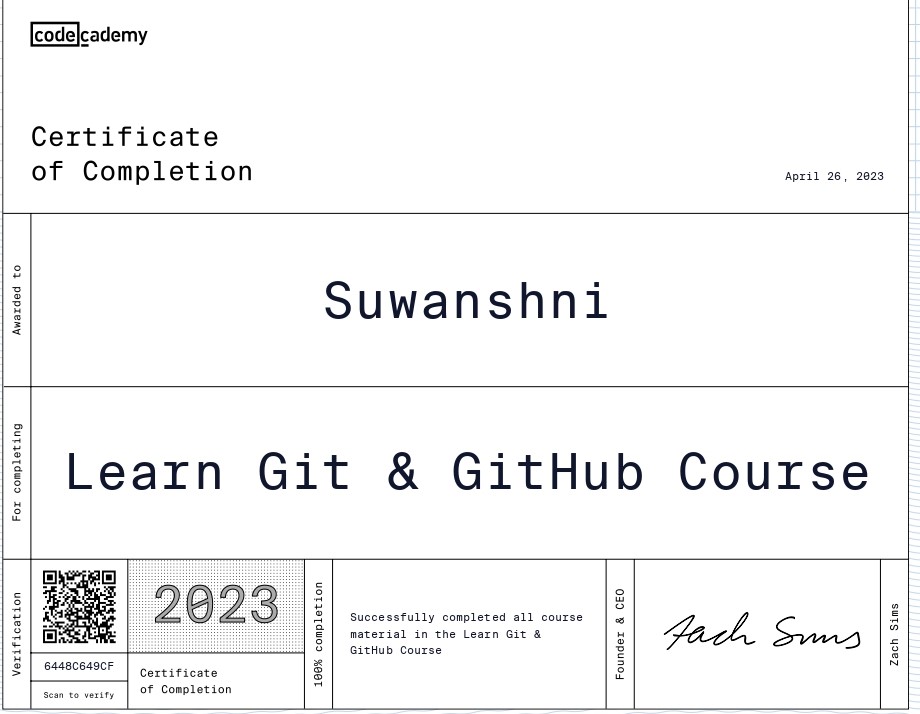 codecademy
Certificate
of Completion
April 26, 2023
Awarded to
Suwanshni
For completing
Learn Git & GitHub Course
Verification
6448C649CF
Scan to verify
2023
Certificate
of Completion
100% completion
Successfully completed all course
material in the Learn Git &
GitHub Course
Founder & CEO
Zach Sims
Zach Sims